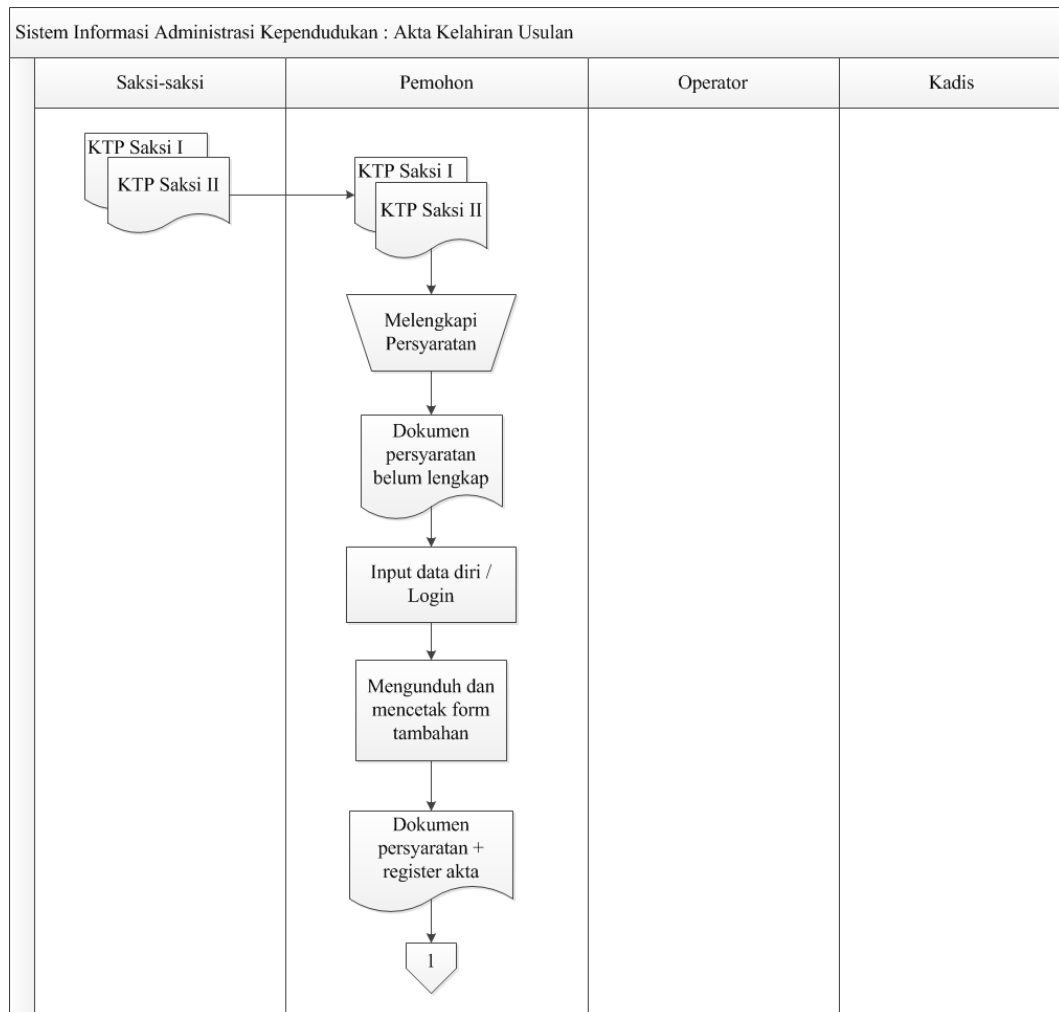 Sistem Informasi Administrasi Kependudukan : Akta Kelahiran Usulan
Saksi-saksi
Pemohon
Operator
Kadis
KTP Saksi I
KTP Saksi II
KTP Saksi I
KTP Saksi II
Melengkapi
Persyaratan
Dokumen
persyaratan
belum lengkap
Input data diri /
Login
Mengunduh dan
mencetak form
tambahan
Dokumen
persyaratan +
register akta
1